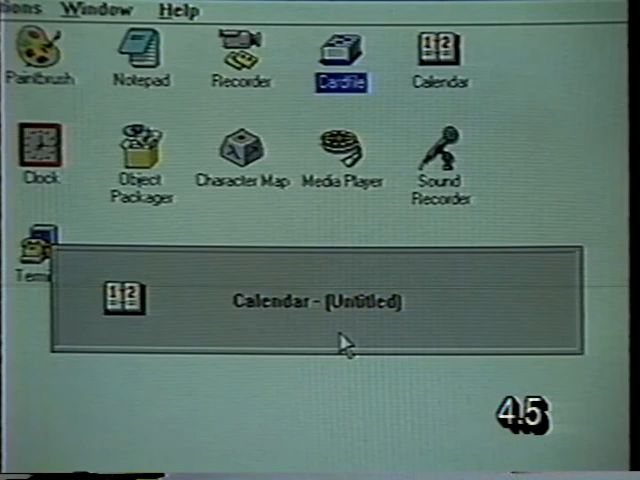 ions Window Help
Paintbrush Notepad Recorder Cardfile Calendar
Clock Object Packager Character Map Media Player Sound Recorder
Calendar - [Untitled]
4.5